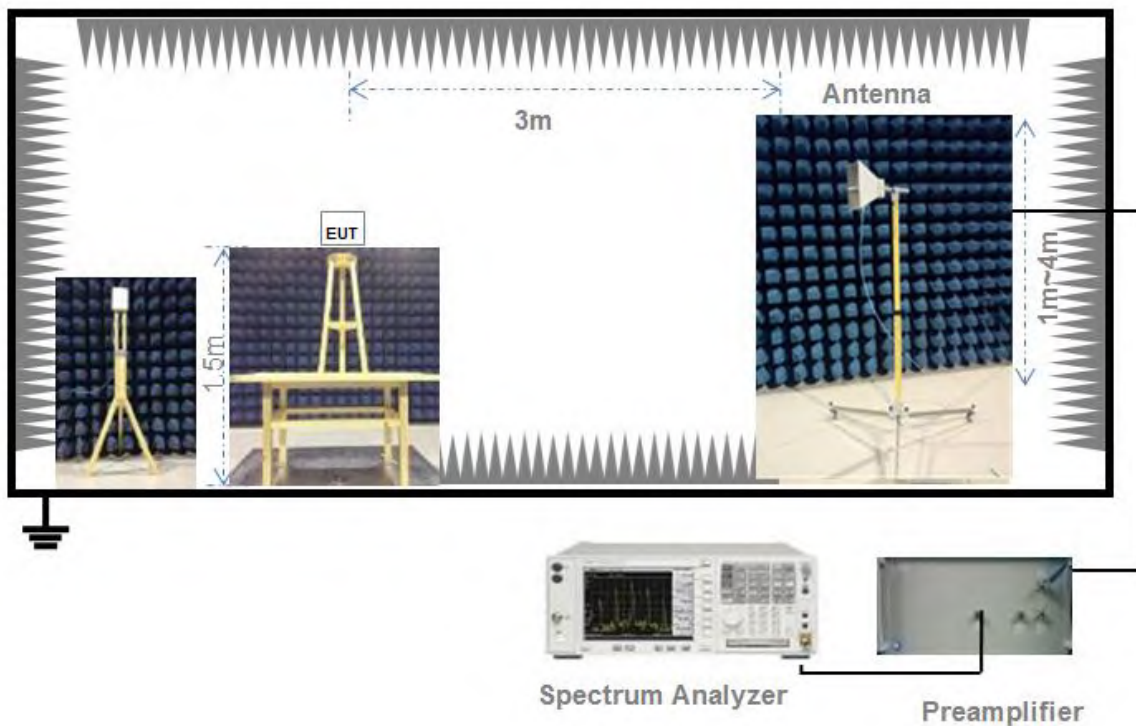 Antenna
3m
EUT
1.5m
1m~4m
Spectrum Analyzer
Preamplifier